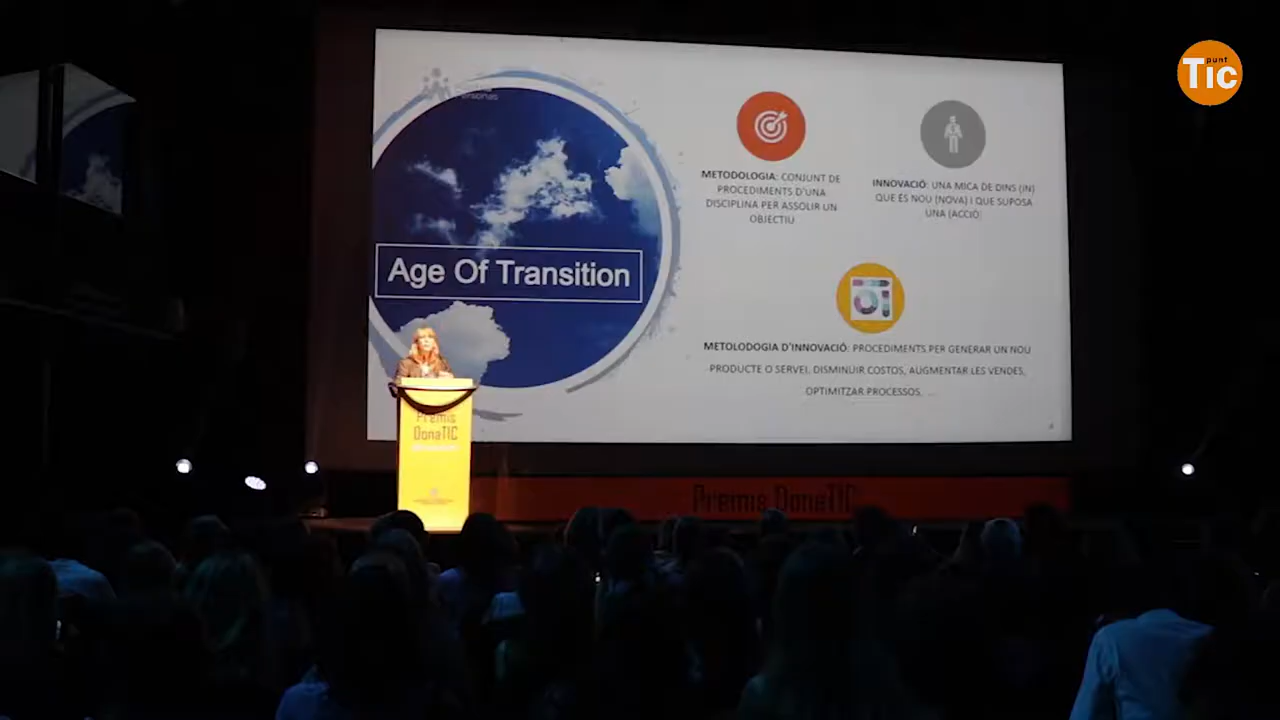 punt
TIC
Personas
Age Of Transition
METODOLOGIA: CONJUNT DE
PROCEDIMENTS D'UNA
DISCIPLINA PER ASSOLIR UN
OBJECTIU
INNOVACIÓ: UNA MICA DE DINS (IN)
QUE ÉS NOU (NOVA) I QUE SUPOSA
UNA (ACCIÓ)
METOLODOGIA D'INNOVACIÓ: PROCEDIMENTS PER GENERAR UN NOU
PRODUCTE O SERVEI, DISMINUIR COSTOS, AUGMENTAR LES VENDES,
OPTIMITZAR PROCESSOS, ...
Premis
DonaTIC
Premis DonaTIC